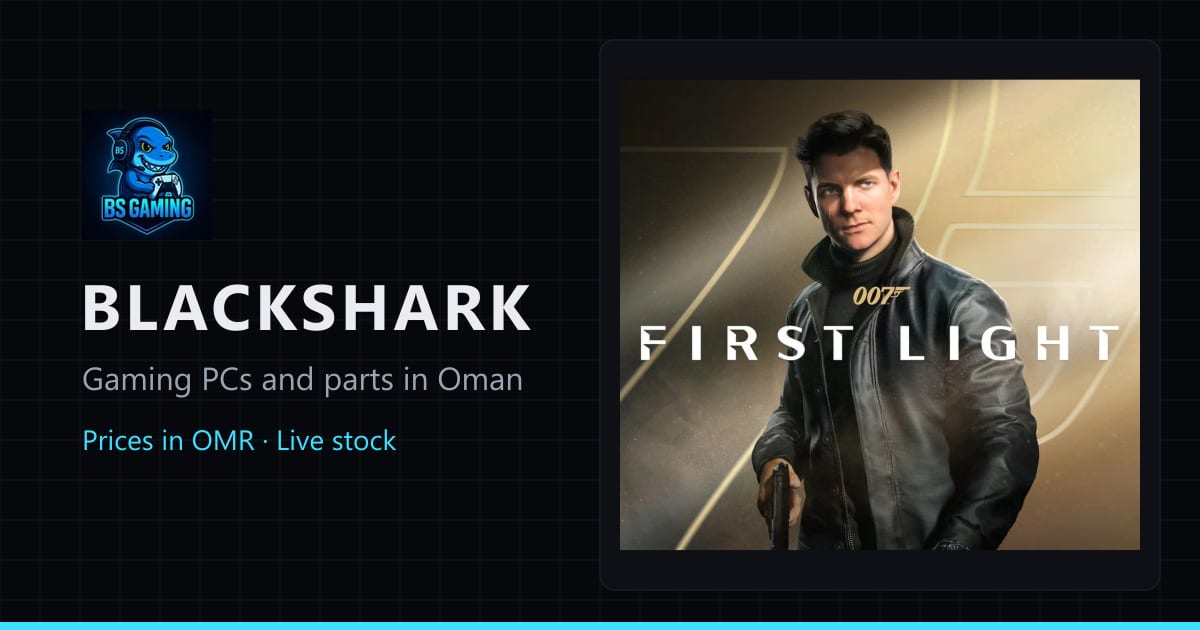 BS
BS GAMING
BLACKSHARK
Gaming PCs and parts in Oman
Prices in OMR · Live stock
007
FIRST LIGHT